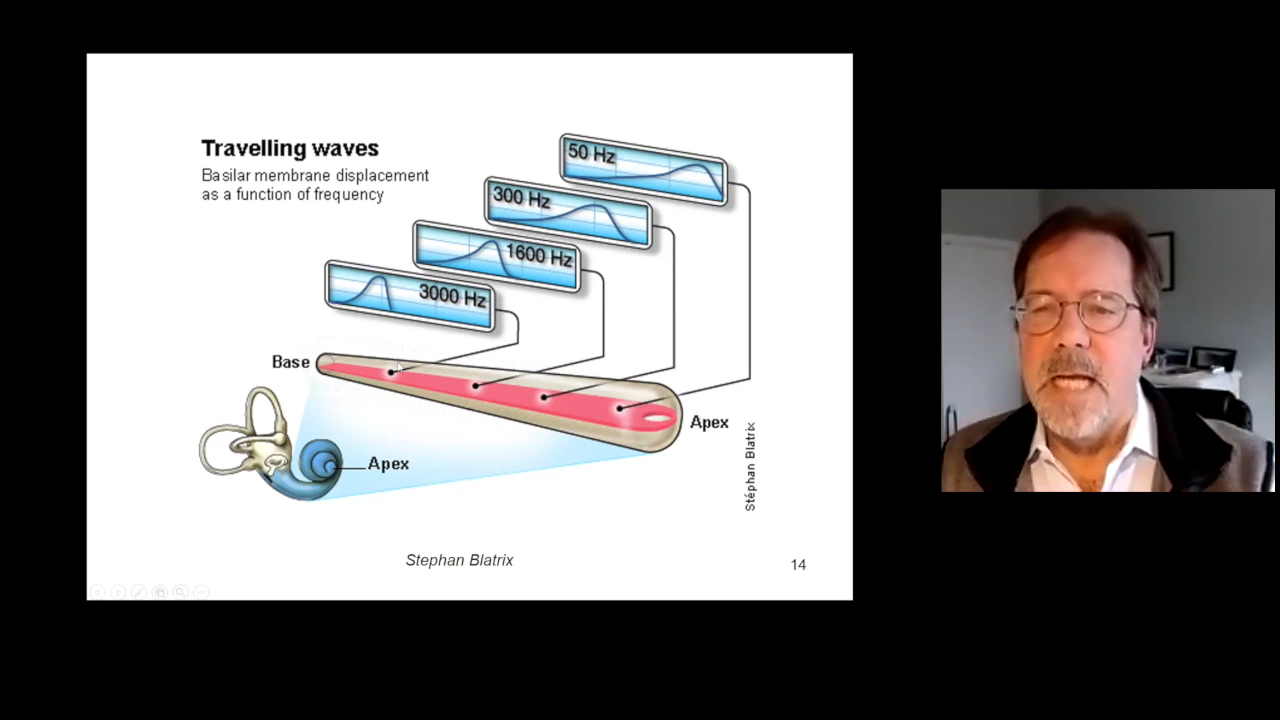 Travelling waves
Basilar membrane displacement
as a function of frequency
50 Hz
300 Hz
1600 Hz
3000 Hz
Base
Apex
Apex
Stéphan Blatrix
Stephan Blatrix
14